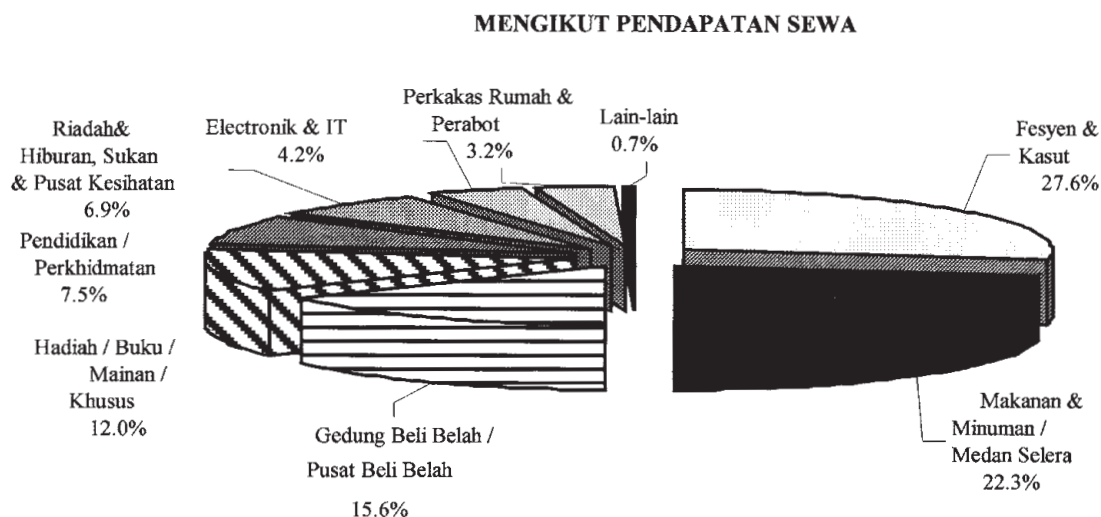 MENGIKUT PENDAPATAN SEWA
Perkakas Rumah &
Perabot
3.2%
Lain-lain
0.7%
Riadah&
Hiburan, Sukan
& Pusat Kesihatan
6.9%
Electronik & IT
4.2%
Fesyen &
Kasut
27.6%
Pendidikan /
Perkhidmatan
7.5%
Hadiah / Buku /
Mainan /
Khusus
12.0%
Gedung Beli Belah /
Pusat Beli Belah
15.6%
Makanan &
Minuman /
Medan Selera
22.3%